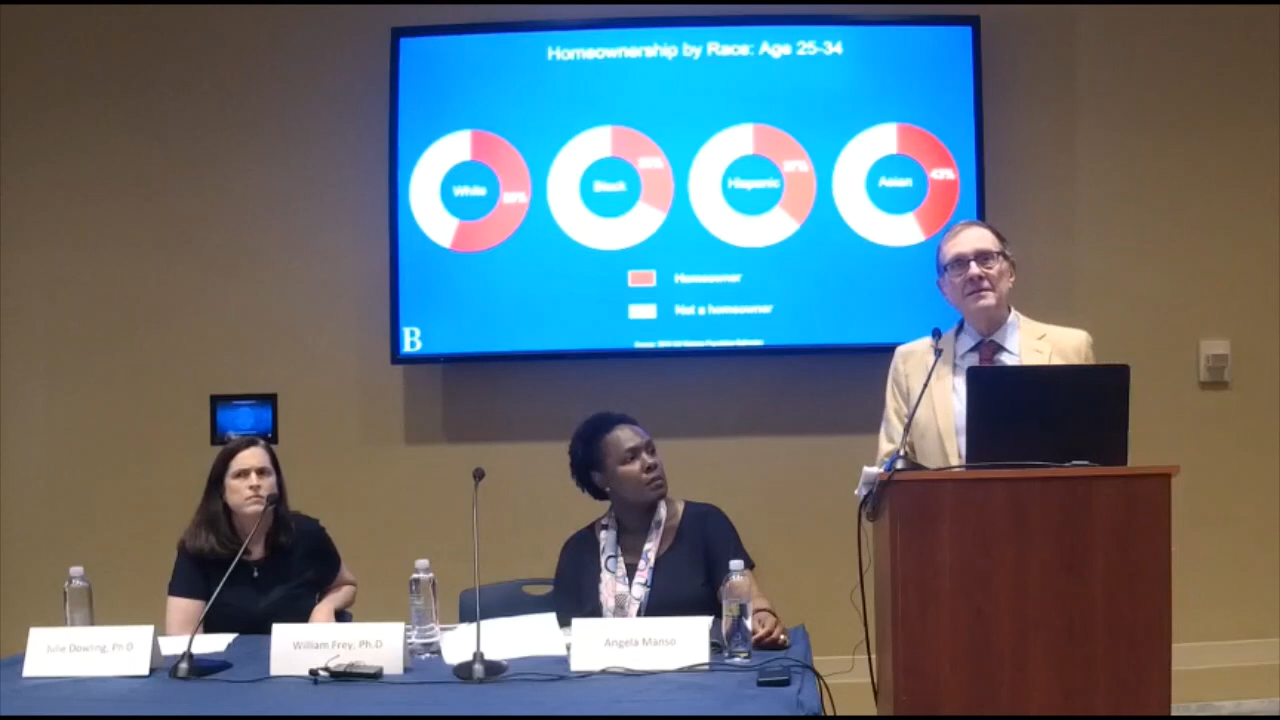 Homeownership by Race: Age 25-34
White
Black
Hispanic
Asian
43%
Homeowner
Not a homeowner
B
Julie Dowling, Ph.D
William Frey, Ph.D
Angela Manso